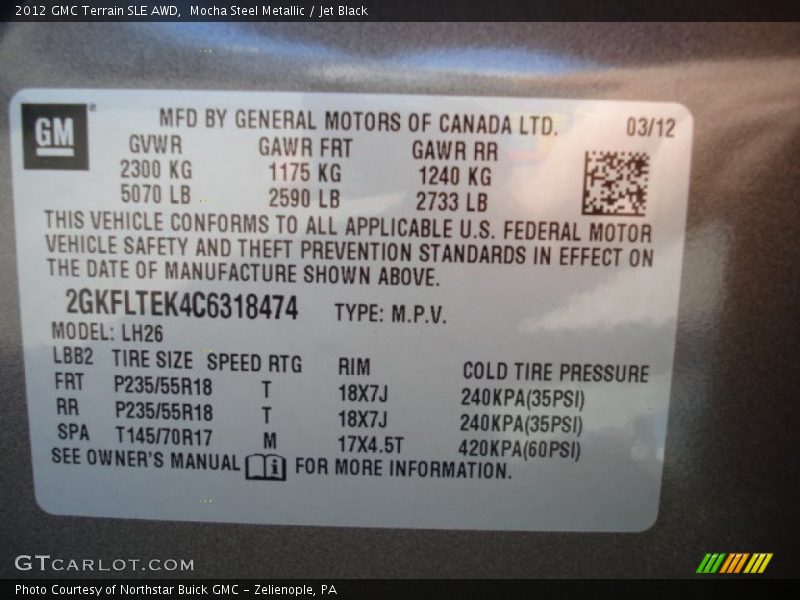 2012 GMC Terrain SLE AWD,  Mocha Steel Metallic / Jet Black
GM®
MFD BY GENERAL MOTORS OF CANADA LTD. 03/12
GVWR GAWR FRT GAWR RR
2300 KG 1175 KG 1240 KG
5070 LB 2590 LB 2733 LB
THIS VEHICLE CONFORMS TO ALL APPLICABLE U.S. FEDERAL MOTOR
VEHICLE SAFETY AND THEFT PREVENTION STANDARDS IN EFFECT ON
THE DATE OF MANUFACTURE SHOWN ABOVE.
2GKFLTEK4C6318474 TYPE: M.P.V.
MODEL: LH26
LBB2 TIRE SIZE SPEED RTG RIM COLD TIRE PRESSURE
FRT P235/55R18 T 18X7J 240KPA(35PSI)
RR P235/55R18 T 18X7J 240KPA(35PSI)
SPA T145/70R17 M 17X4.5T 420KPA(60PSI)
SEE OWNER'S MANUAL i FOR MORE INFORMATION.
GTCARLOT.COM
Photo Courtesy of Northstar Buick GMC – Zelienople, PA